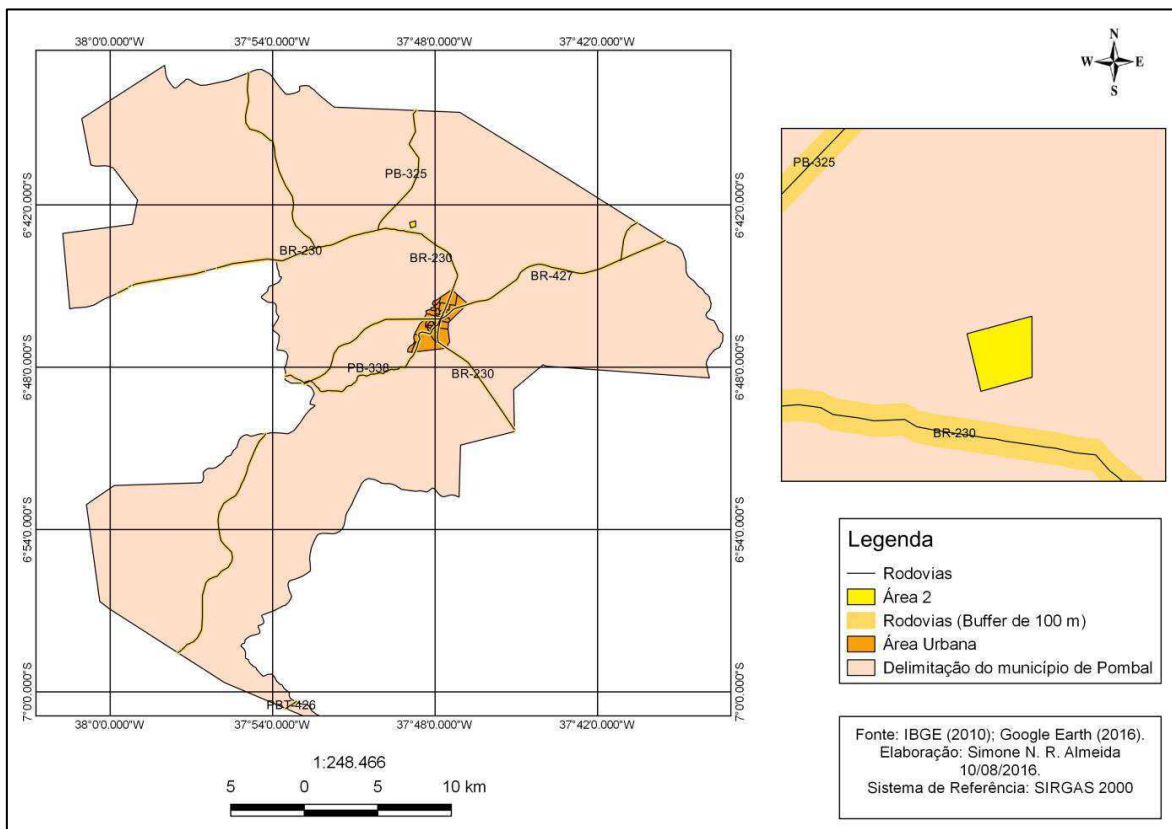 38°0'0.000"W
37°54'0.000"W
37°48'0.000"W
37°42'0.000"W
N
W
E
S
PB-325
PB-325
6°42'0.000"S
6°42'0.000"S
BR-230
BR-230
BR-427
6°48'0.000"S
6°48'0.000"S
PB-338
BR-230
BR-230
6°54'0.000"S
6°54'0.000"S
7°0'0.000"S
7°0'0.000"S
PBT-426
38°0'0.000"W
37°54'0.000"W
37°48'0.000"W
37°42'0.000"W
Legenda
Rodovias
Área 2
Rodovias (Buffer de 100 m)
Área Urbana
Delimitação do município de Pombal
1:248.466
5 0 5 10 km
Fonte: IBGE (2010); Google Earth (2016).
Elaboração: Simone N. R. Almeida
10/08/2016.
Sistema de Referência: SIRGAS 2000